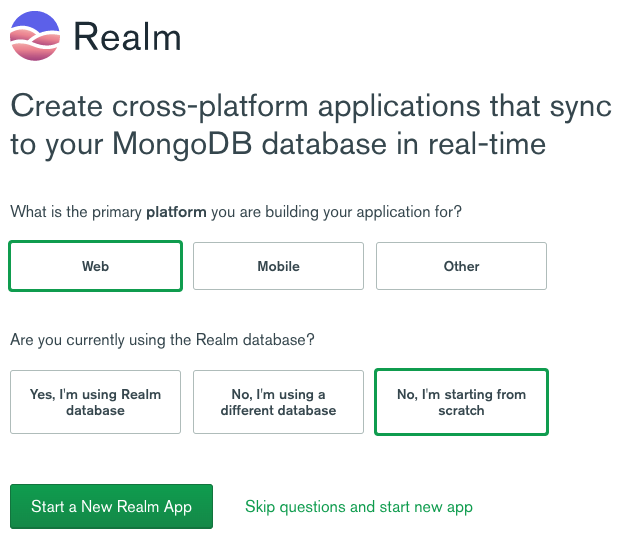 Realm
Create cross-platform applications that sync
to your MongoDB database in real-time
What is the primary platform you are building your application for?
Web
Mobile
Other
Are you currently using the Realm database?
Yes, I'm using Realm
database
No, I'm using a
different database
No, I'm starting from
scratch
Start a New Realm App
Skip questions and start new app